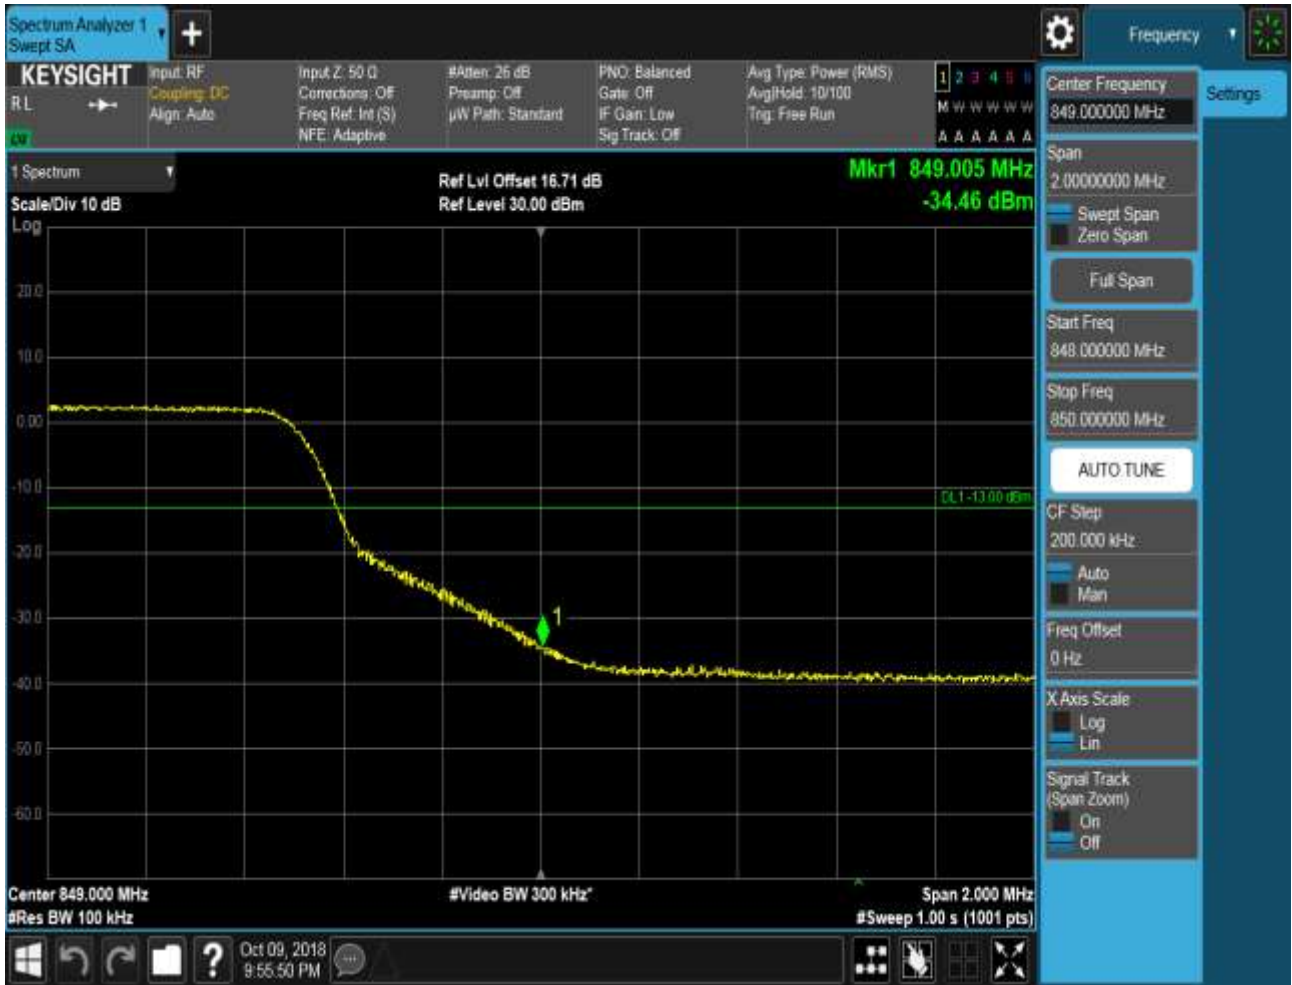 Spectrum Analyzer 1
Swept SA
+
Frequency
KEYSIGHT
RL
Input: RF
Coupling: DC
Align: Auto
Input Z: 50 Ω
Corrections: Off
Freq Ref: Int (S)
NFE: Adaptive
#Atten: 26 dB
Preamp: Off
µW Path: Standard
PNO: Balanced
Gate: Off
IF Gain: Low
Sig Track: Off
Avg Type: Power (RMS)
Avg|Hold: 10/100
Trig: Free Run
1 2 3 4 5 6
M W W W W W
A A A A A A
1 Spectrum
Scale/Div 10 dB
Log
Ref Lvl Offset 16.71 dB
Ref Level 30.00 dBm
Mkr1 849.005 MHz
-34.46 dBm
20.0
10.0
0.00
-10.0
-20.0
-30.0
-40.0
-50.0
-60.0
DL1 -13.00 dBm
1
Center 849.000 MHz
#Res BW 100 kHz
#Video BW 300 kHz*
Span 2.000 MHz
#Sweep 1.00 s (1001 pts)
Center Frequency
849.000000 MHz
Settings
Span
2.00000000 MHz
Swept Span
Zero Span
Full Span
Start Freq
848.000000 MHz
Stop Freq
850.000000 MHz
AUTO TUNE
CF Step
200.000 kHz
Auto
Man
Freq Offset
0 Hz
X Axis Scale
Log
Lin
Signal Track
(Span Zoom)
On
Off
?
Oct 09, 2018
9:55:50 PM